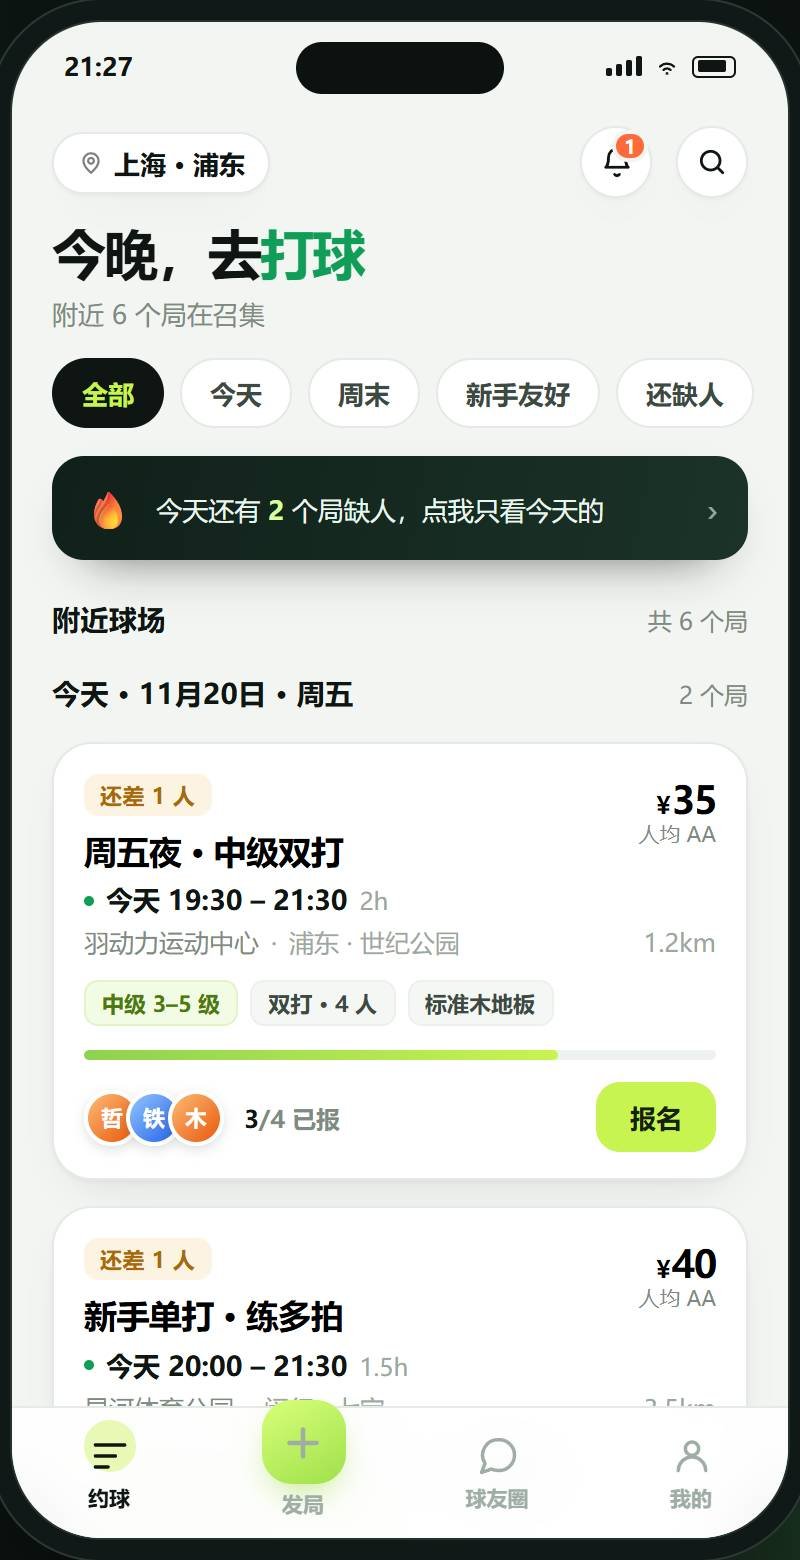 21:27
上海·浦东
1
今晚，去打球
附近 6 个局在召集
全部 今天 周末 新手友好 还缺人
今天还有 2 个局缺人，点我只看今天的 ›
附近球场 共 6 个局
今天·11月20日·周五 2 个局
还差 1 人
¥35
人均 AA
周五夜·中级双打
今天 19:30 – 21:30 2h
羽动力运动中心 · 浦东·世纪公园 1.2km
中级 3–5 级 双打·4 人 标准木地板
哲 铁 木 3/4 已报 报名
还差 1 人
¥40
人均 AA
新手单打·练多拍
今天 20:00 – 21:30 1.5h
约球 发局 球友圈 我的